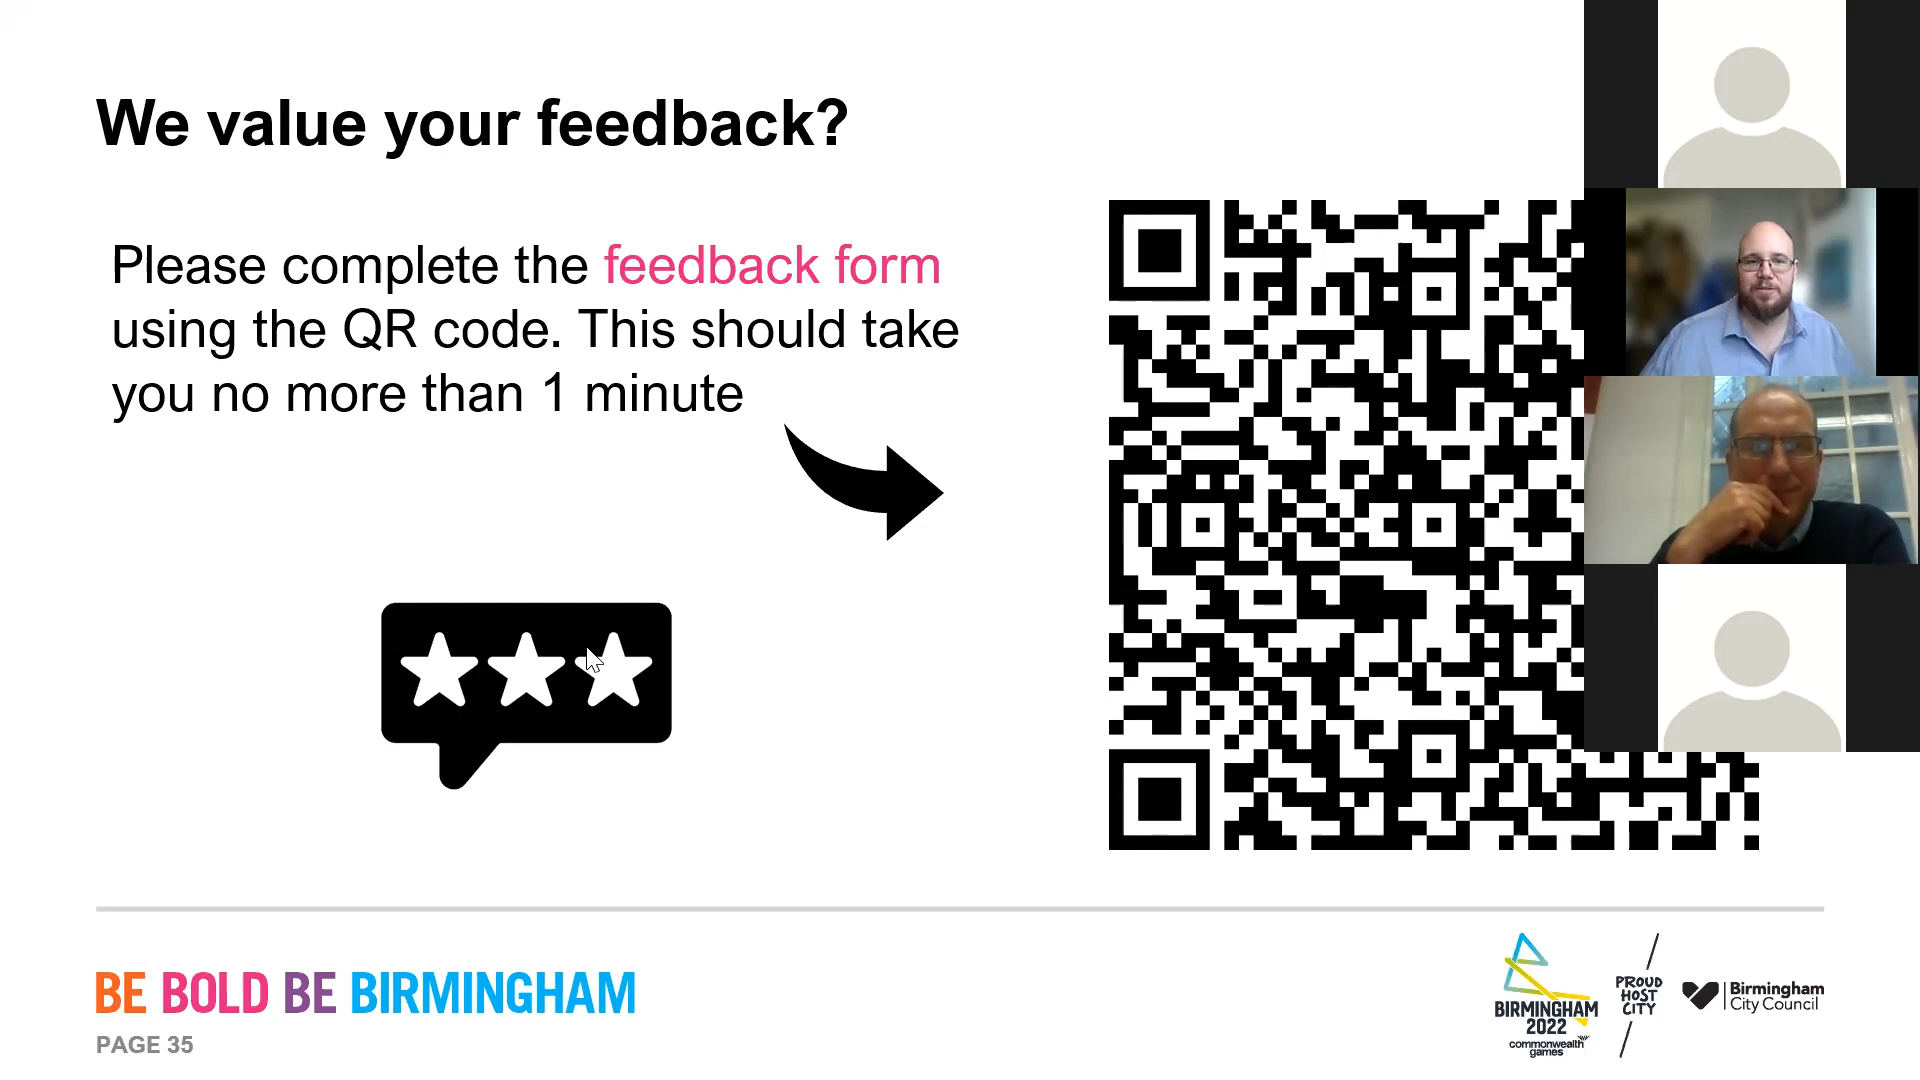 We value your feedback?
Please complete the feedback form
using the QR code. This should take
you no more than 1 minute
BE BOLD BE BIRMINGHAM
PAGE 35
BIRMINGHAM
2022
commonwealth
games
PROUD
HOST
CITY
Birmingham
City Council